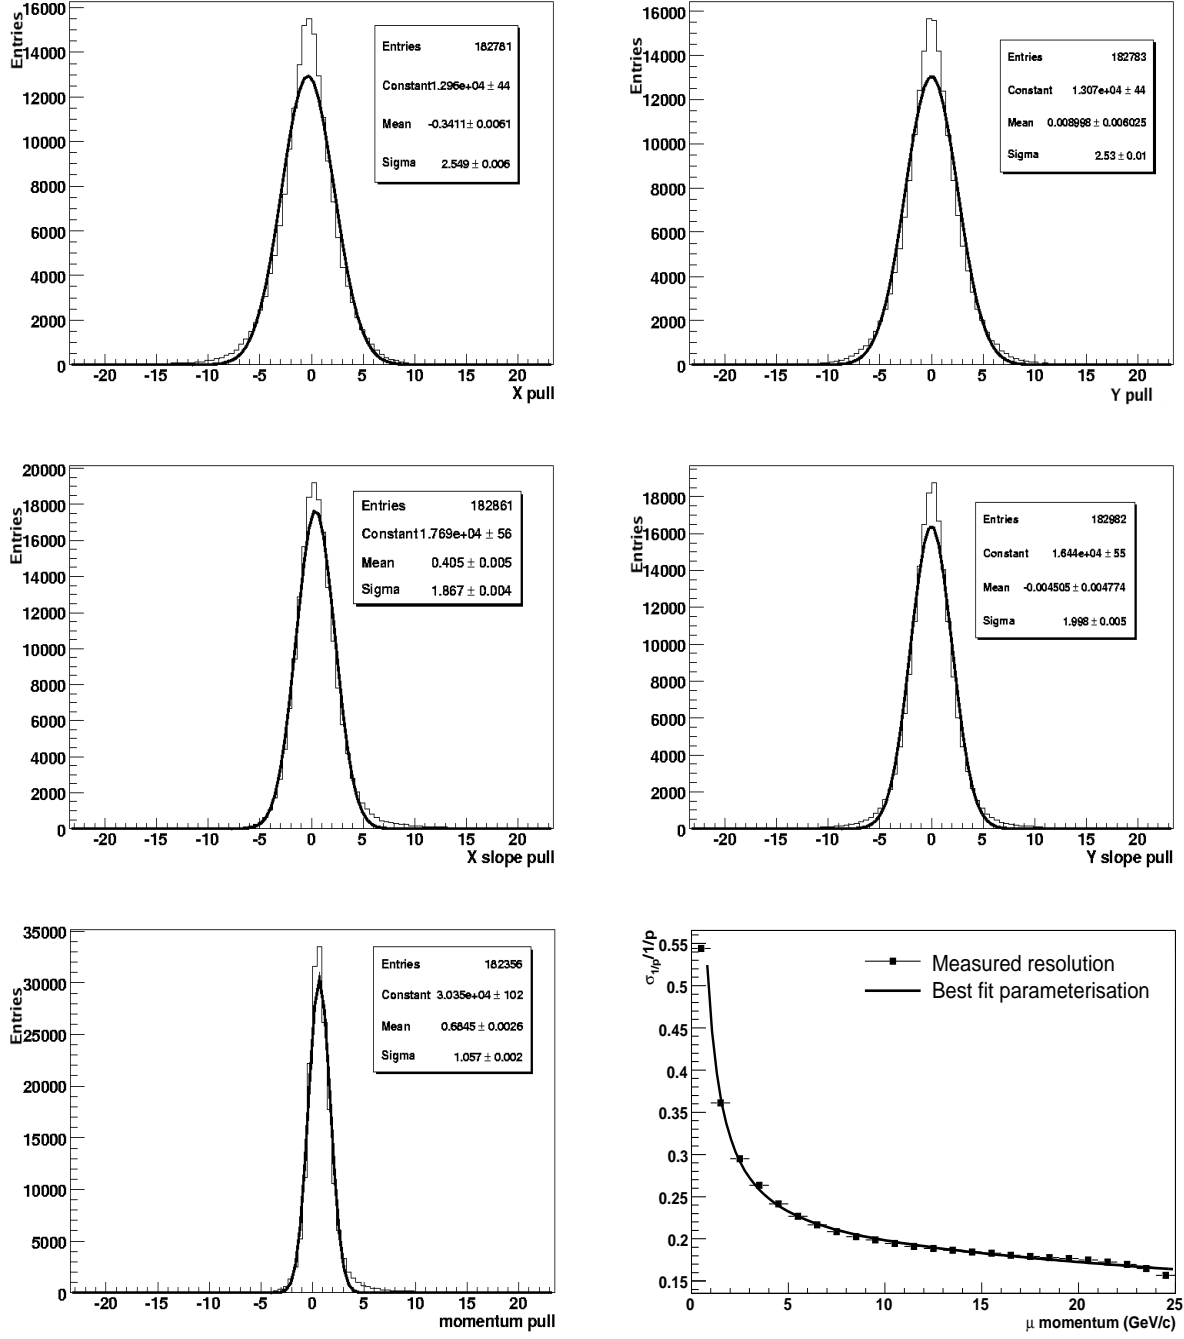 Entries
16000
14000
12000
10000
8000
6000
4000
2000
0
-20 -15 -10 -5 0 5 10 15 20
X pull
Entries 182781
Constant 1.296e+04 ± 44
Mean -0.3411 ± 0.0061
Sigma 2.549 ± 0.006
Entries
16000
14000
12000
10000
8000
6000
4000
2000
0
-20 -15 -10 -5 0 5 10 15 20
Y pull
Entries 182783
Constant 1.307e+04 ± 44
Mean 0.008998 ± 0.006025
Sigma 2.53 ± 0.01
Entries
20000
18000
16000
14000
12000
10000
8000
6000
4000
2000
0
-20 -15 -10 -5 0 5 10 15 20
X slope pull
Entries 182861
Constant 1.769e+04 ± 56
Mean 0.405 ± 0.005
Sigma 1.867 ± 0.004
Entries
18000
16000
14000
12000
10000
8000
6000
4000
2000
0
-20 -15 -10 -5 0 5 10 15 20
Y slope pull
Entries 182982
Constant 1.644e+04 ± 55
Mean -0.004505 ± 0.004774
Sigma 1.998 ± 0.005
Entries
35000
30000
25000
20000
15000
10000
5000
0
-20 -15 -10 -5 0 5 10 15 20
momentum pull
Entries 182356
Constant 3.035e+04 ± 102
Mean 0.6845 ± 0.0026
Sigma 1.057 ± 0.002
σ1/p/1/p
0.55
0.5
0.45
0.4
0.35
0.3
0.25
0.2
0.15
0 5 10 15 20 25
μ momentum (GeV/c)
Measured resolution
Best fit parameterisation